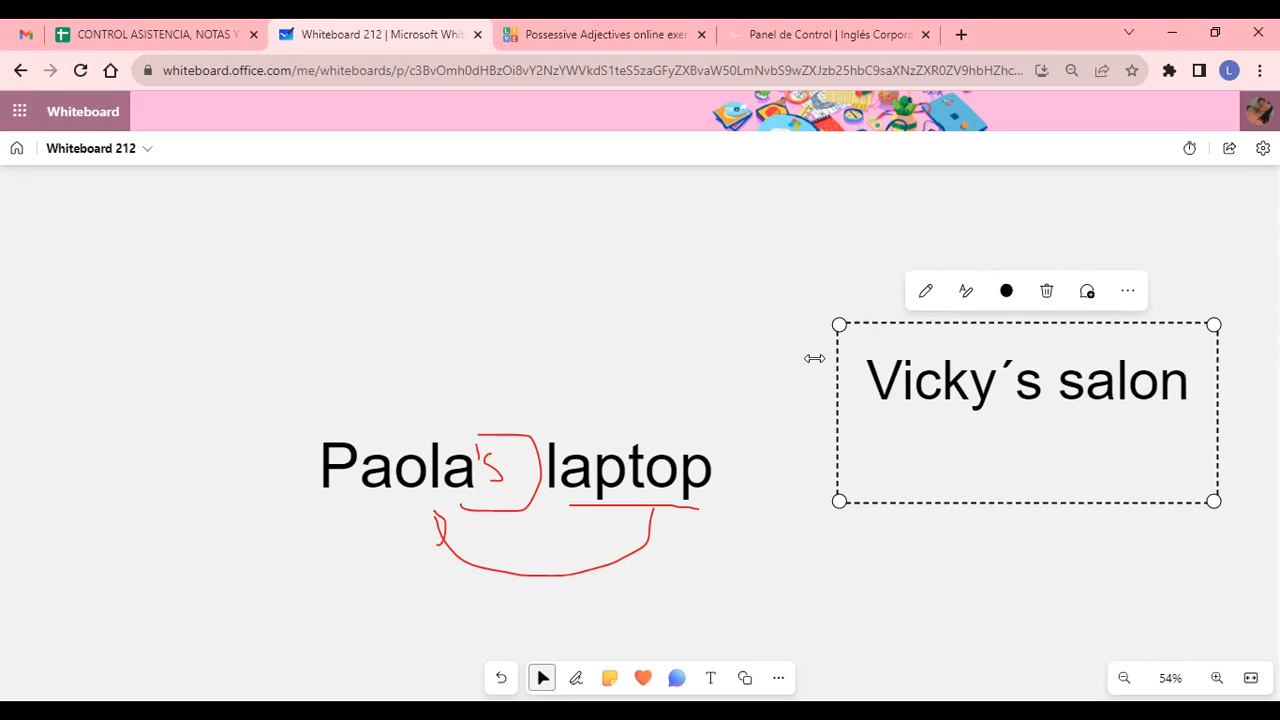 CONTROL ASISTENCIA, NOTAS Y
Whiteboard 212 | Microsoft Whit
Possessive Adjectives online exer
Panel de Control | Inglés Corpora
whiteboard.office.com/me/whiteboards/p/c3BvOmh0dHBzOi8vY2NzYWVkdS1teS5zaGFyZXBvaW50LmNvbS9wZXJzb25hbC9saXNzZXR0ZV9hbHZhc...
L
Whiteboard
Whiteboard 212
Vicky´s salon
Paola's laptop
54%